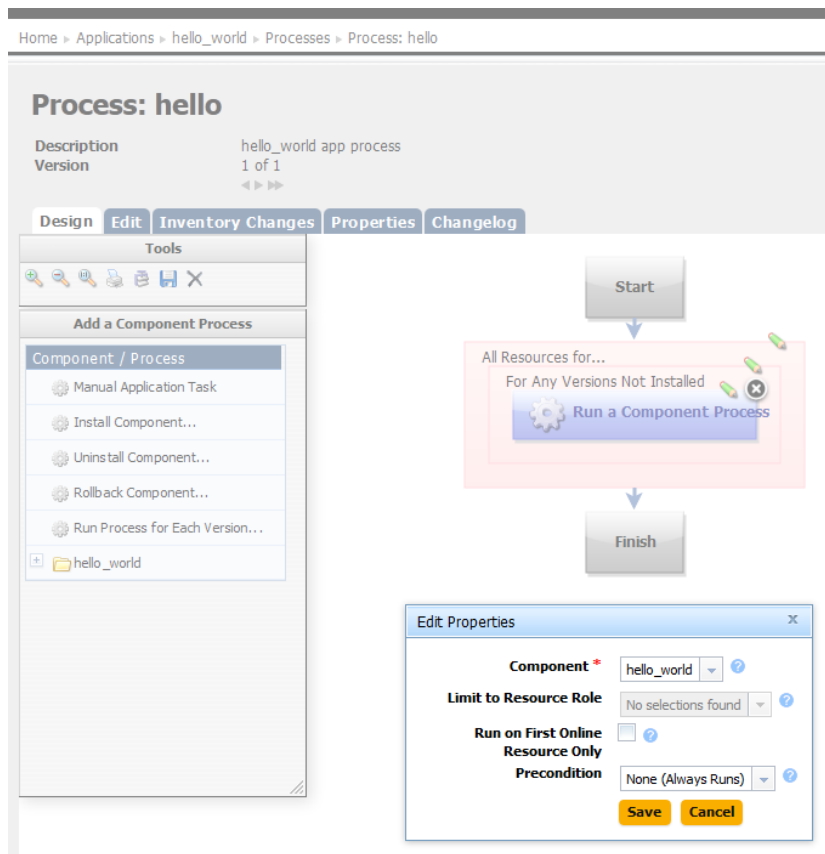 Home ▸ Applications ▸ hello_world ▸ Processes ▸ Process: hello
Process: hello
Description hello_world app process
Version 1 of 1
Design Edit Inventory Changes Properties Changelog
Tools
Add a Component Process
Component / Process
Manual Application Task
Install Component...
Uninstall Component...
Rollback Component...
Run Process for Each Version...
hello_world
Start
All Resources for...
For Any Versions Not Installed
Run a Component Process
Finish
Edit Properties x
Component * hello_world ?
Limit to Resource Role No selections found ?
Run on First Online ?
Resource Only
Precondition None (Always Runs) ?
Save Cancel